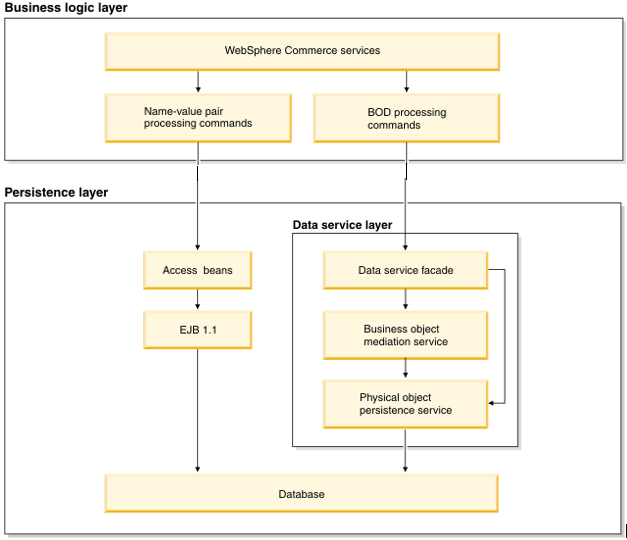 Business logic layer
WebSphere Commerce services
Name-value pair
processing commands
BOD processing
commands
Persistence layer
Data service layer
Access beans
Data service facade
EJB 1.1
Business object
mediation service
Physical object
persistence service
Database